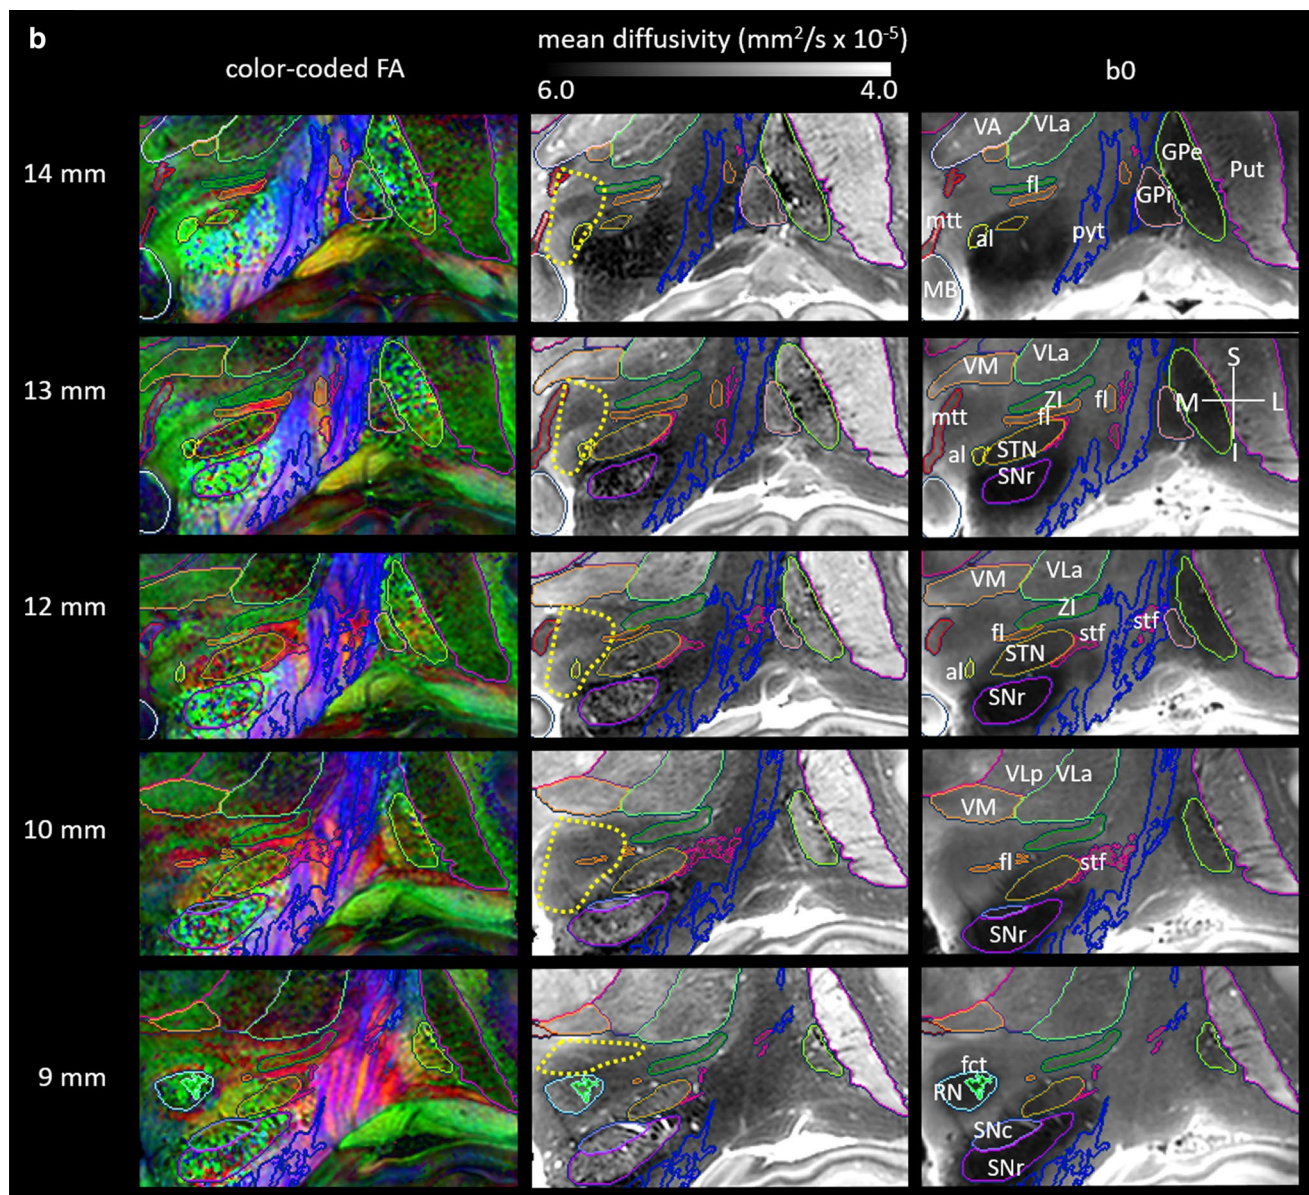 b
mean diffusivity (mm²/s x 10⁻⁵)
color-coded FA
b0
6.0 4.0
14 mm
VA VLa
GPe
Put
fl
GPi
mtt
al
pyt
MB
13 mm
VM VLa
S
ZI
fl
M L
mtt
fl
al
STN
I
SNr
12 mm
VM VLa
ZI
stf
fl
stf
STN
al
SNr
10 mm
VLp VLa
VM
fl stf
SNr
9 mm
fct
RN
SNc
SNr